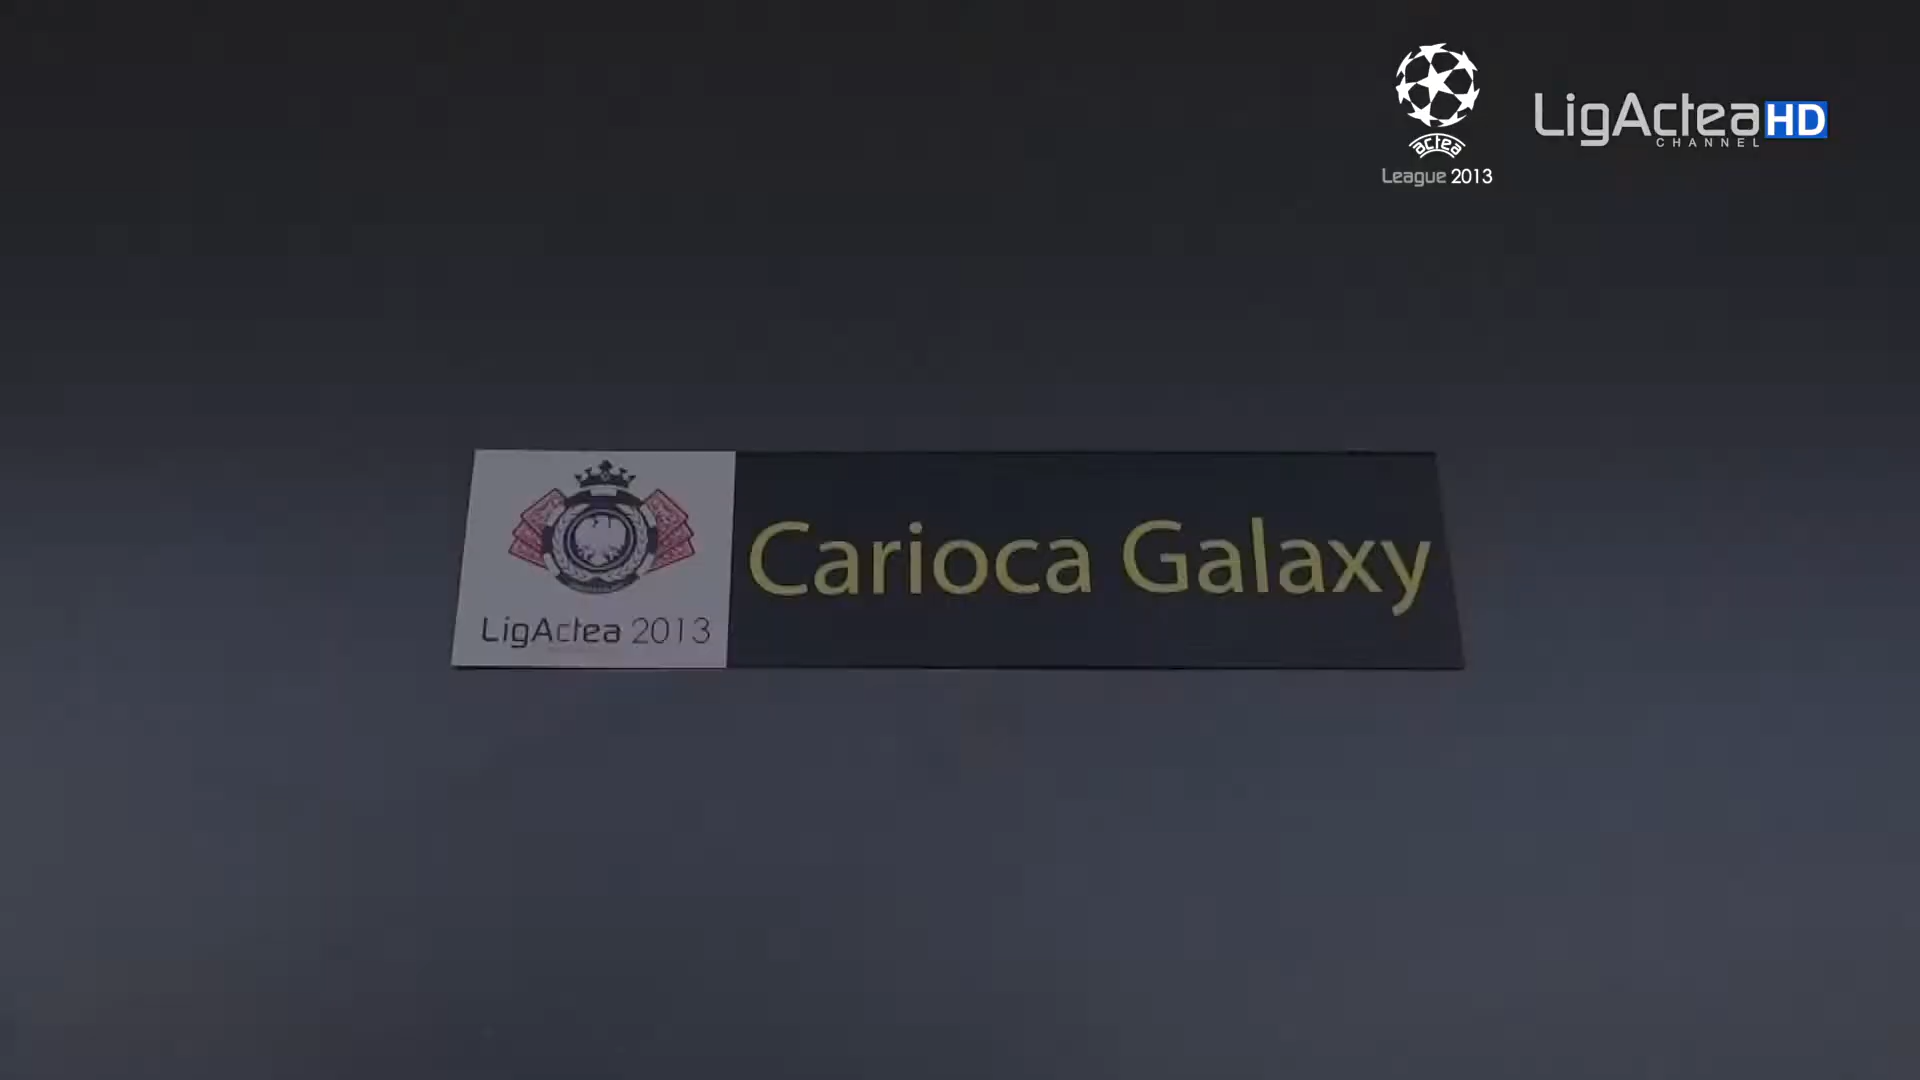 actea
League 2013
LigActea HD
CHANNEL
Carioca Galaxy
LigActea 2013